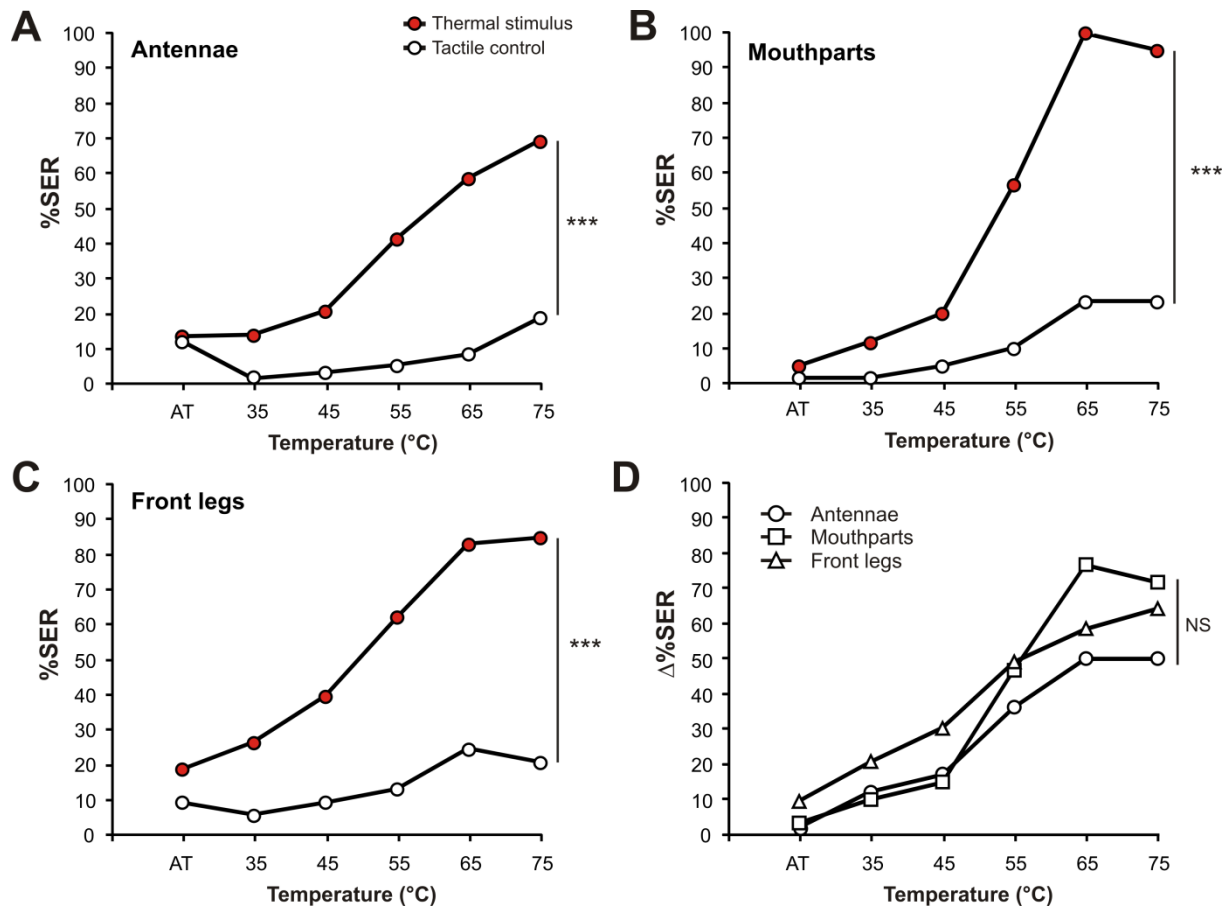 A
Antennae
Thermal stimulus
Tactile control
100
90
80
70
60
50
40
30
20
10
0
%SER
***
AT 35 45 55 65 75
Temperature (°C)
B
Mouthparts
100
90
80
70
60
50
40
30
20
10
0
%SER
***
AT 35 45 55 65 75
Temperature (°C)
C
Front legs
100
90
80
70
60
50
40
30
20
10
0
%SER
***
AT 35 45 55 65 75
Temperature (°C)
D
Antennae
Mouthparts
Front legs
100
90
80
70
60
50
40
30
20
10
0
Δ%SER
NS
AT 35 45 55 65 75
Temperature (°C)